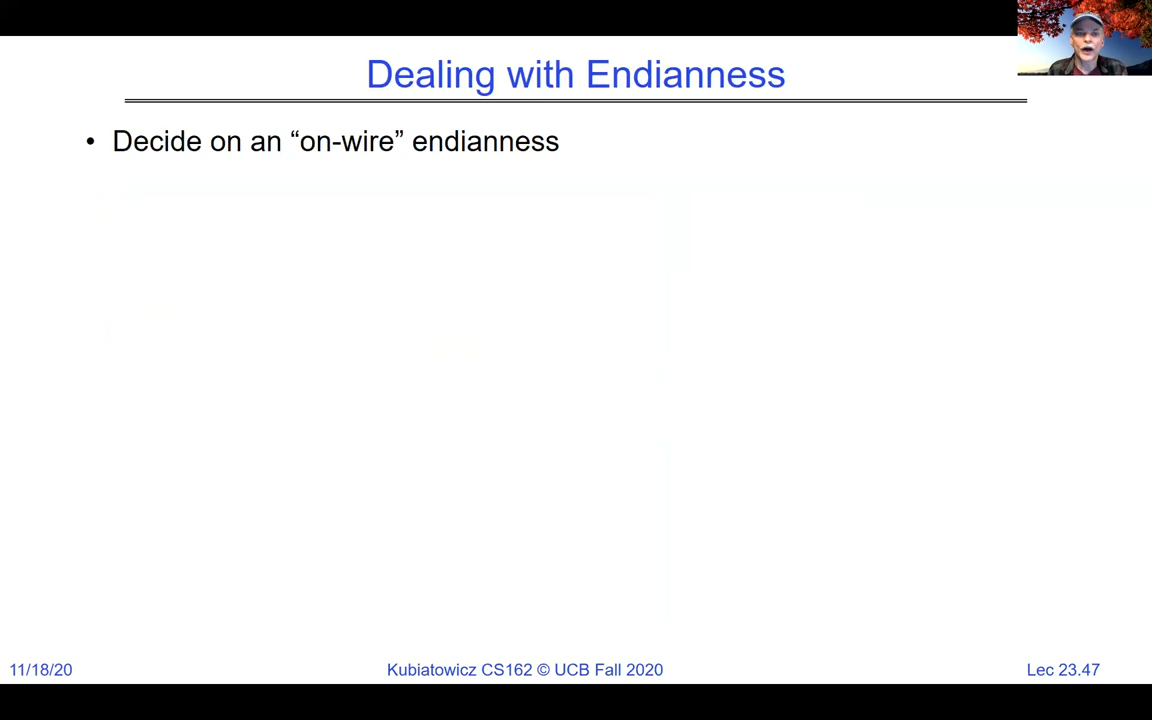 Dealing with Endianness
• Decide on an “on-wire” endianness
11/18/20
Kubiatowicz CS162 © UCB Fall 2020
Lec 23.47